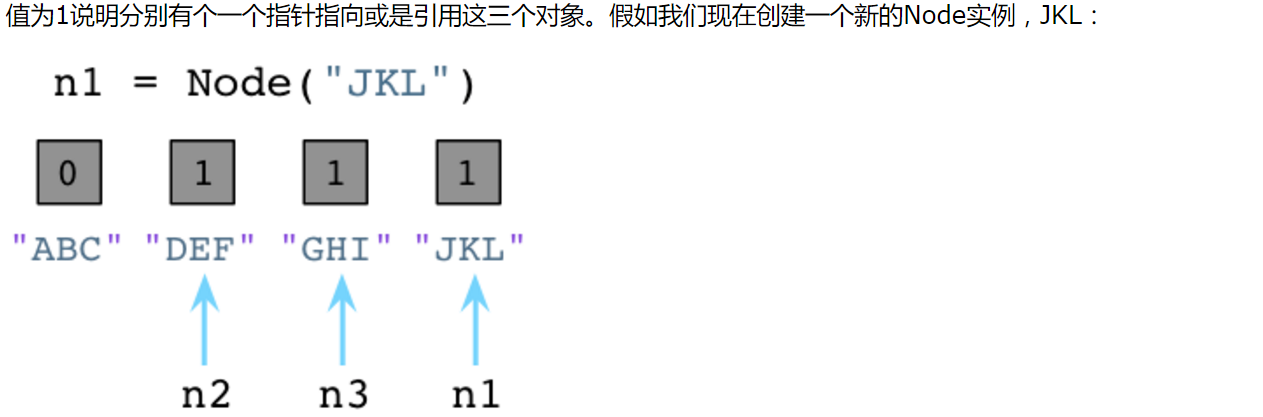 值为1说明分别有个一个指针指向或是引用这三个对象。假如我们现在创建一个新的Node实例，JKL：
n1 = Node("JKL")
0 1 1 1
"ABC" "DEF" "GHI" "JKL"
n2 n3 n1